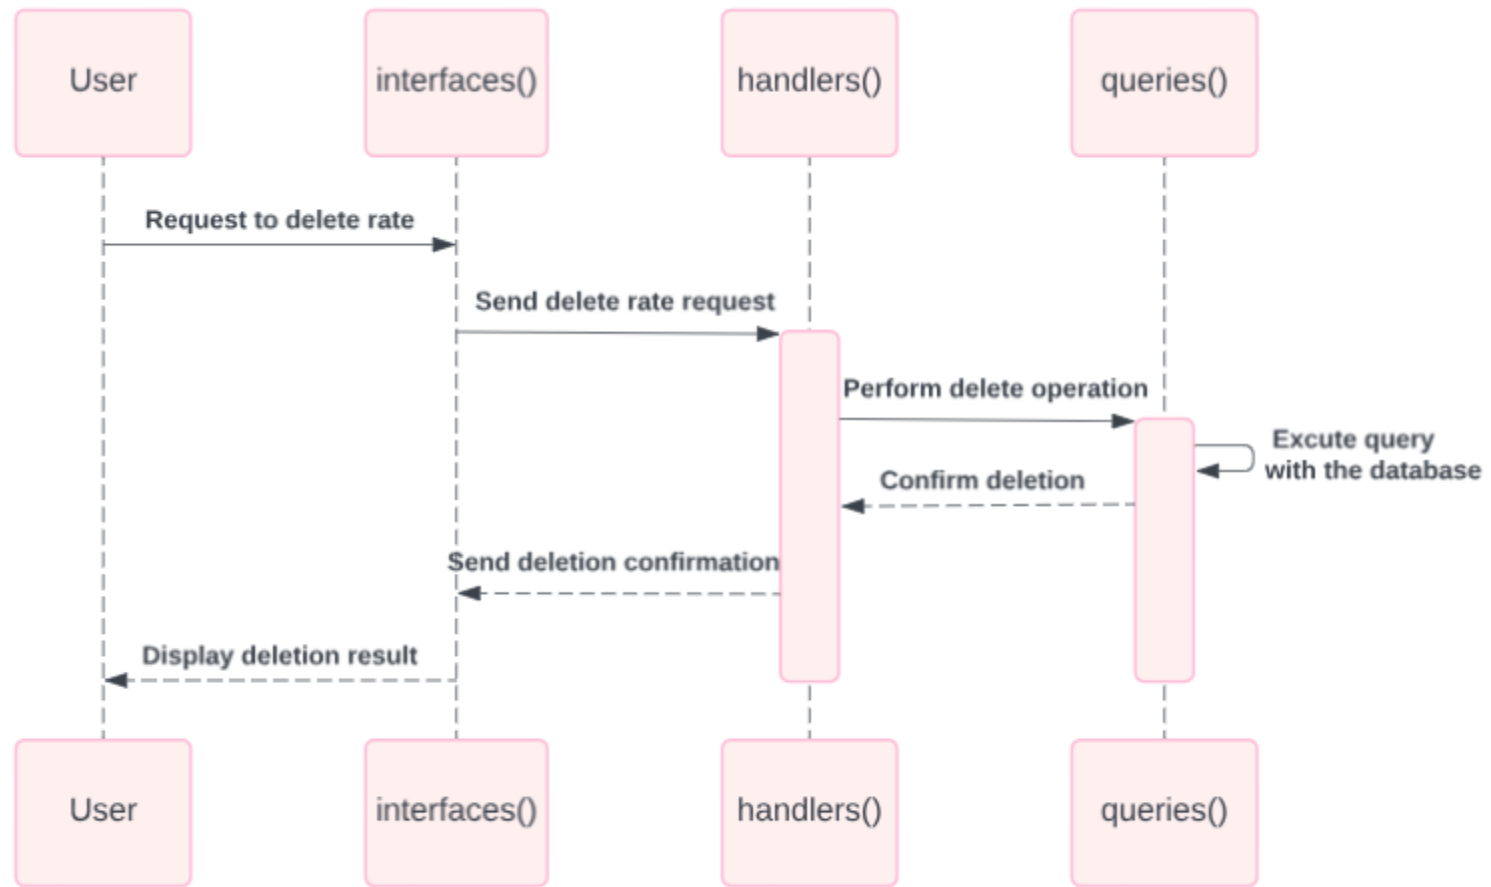 User
interfaces()
handlers()
queries()
Request to delete rate
Send delete rate request
Perform delete operation
Excute query
with the database
Confirm deletion
Send deletion confirmation
Display deletion result
User
interfaces()
handlers()
queries()